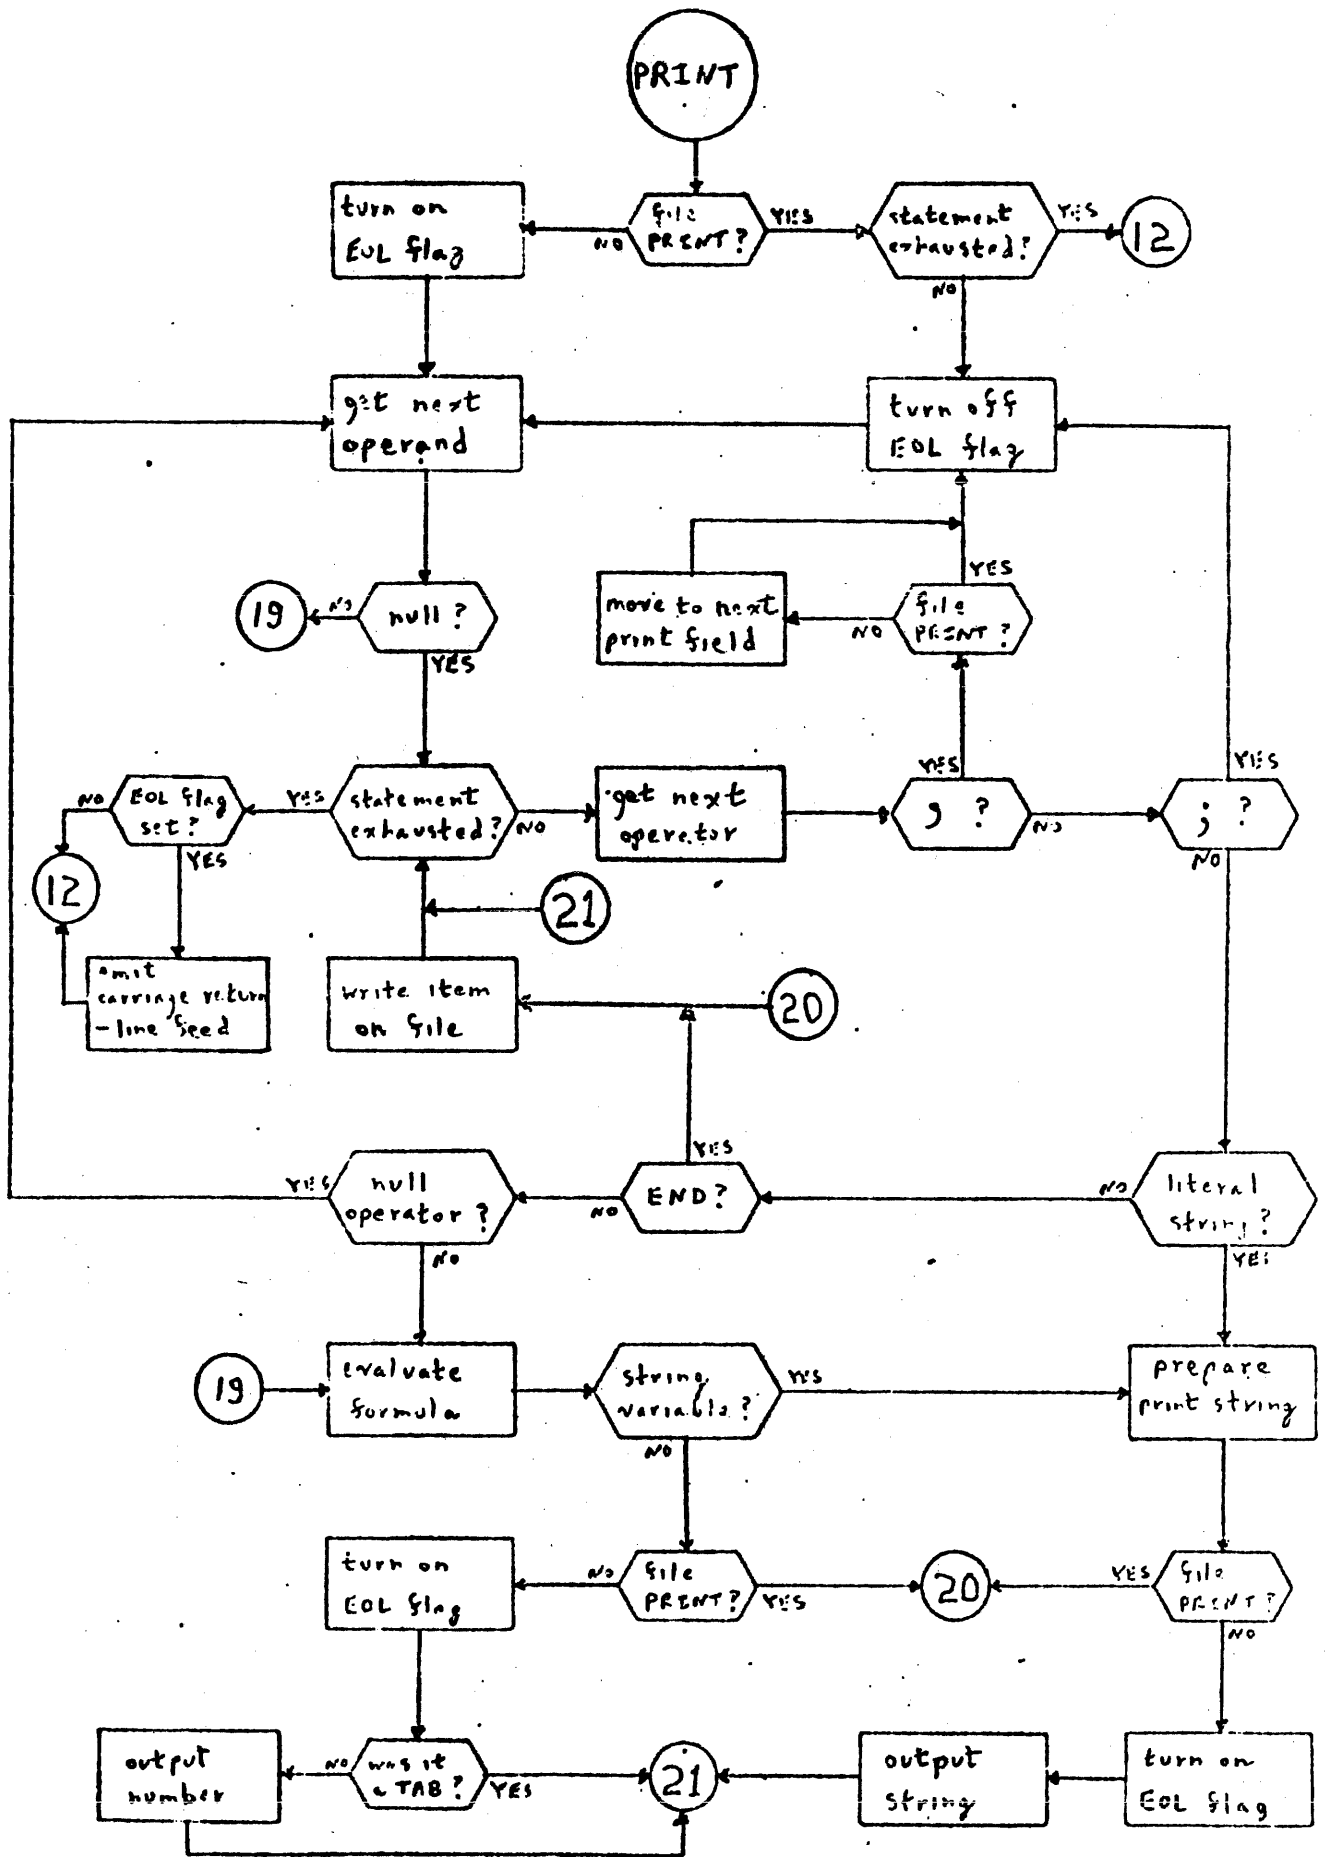 PRINT
turn on
EOL flag
NO
file
PRINT?
YES
statement
exhausted?
YES
12
NO
get next
operand
turn off
EOL flag
YES
19
NO
null?
move to next
print field
NO
file
PRINT?
YES
YES
YES
NO
EOL flag
set?
YES
statement
exhausted?
NO
get next
operator
, ?
NO
; ?
YES
NO
12
21
emit
carriage return
-line feed
write item
on file
20
YES
YES
null
operator?
NO
END?
NO
literal
string?
NO
YES
19
evaluate
formula
string
variable?
YES
prepare
print string
NO
turn on
EOL flag
NO
file
PRINT?
YES
20
YES
file
PRINT?
NO
output
number
NO
was it
a TAB?
YES
21
output
string
turn on
EOL flag